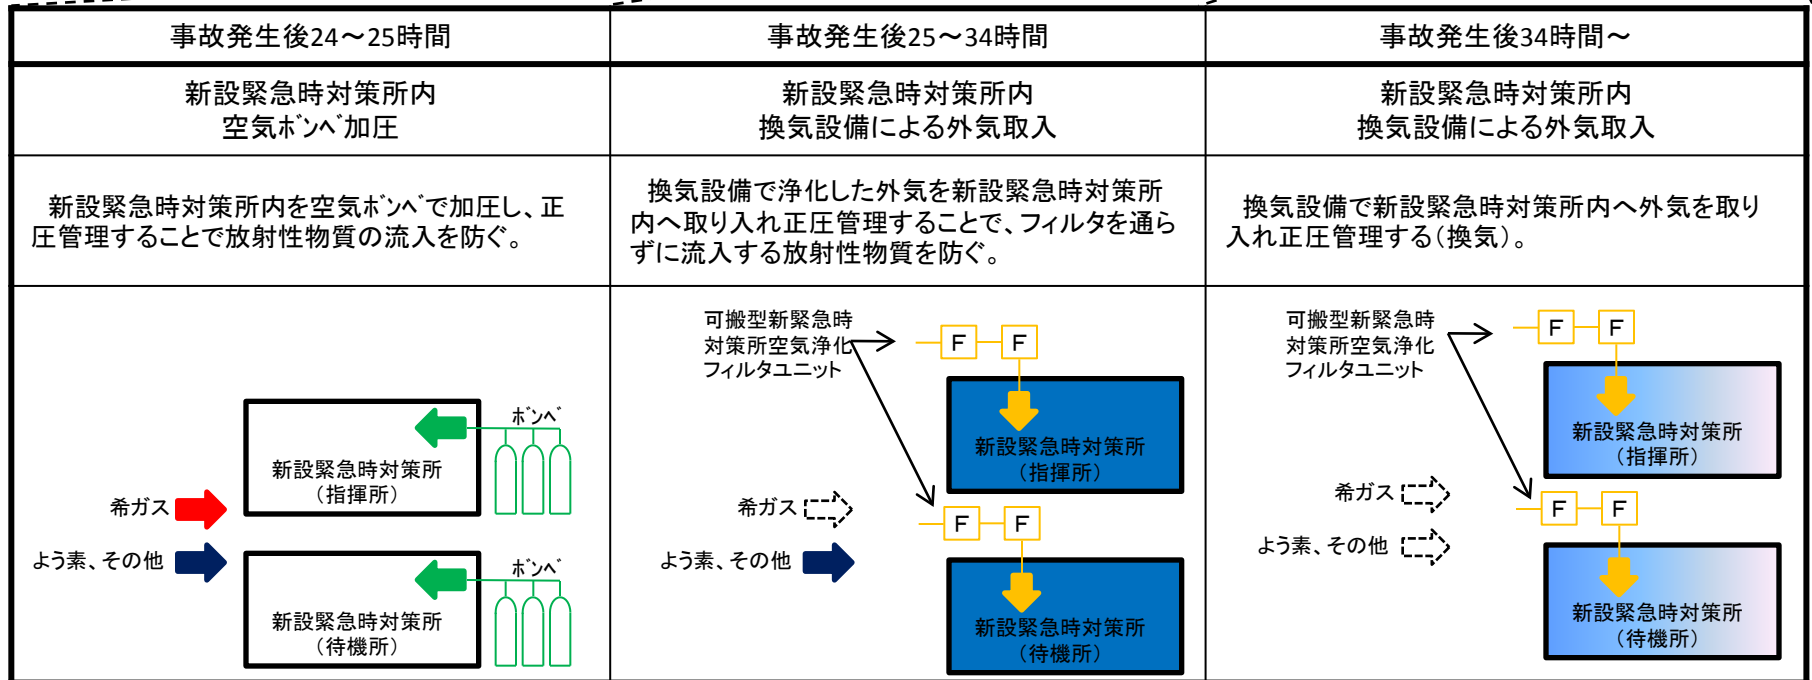 事故発生後24～25時間
事故発生後25～34時間
事故発生後34時間～
新設緊急時対策所内
空気ﾎﾞﾝﾍﾞ加圧
新設緊急時対策所内
換気設備による外気取入
新設緊急時対策所内
換気設備による外気取入
新設緊急時対策所内を空気ﾎﾞﾝﾍﾞで加圧し、正
圧管理することで放射性物質の流入を防ぐ。
換気設備で浄化した外気を新設緊急時対策所
内へ取り入れ正圧管理することで、フィルタを通ら
ずに流入する放射性物質を防ぐ。
換気設備で新設緊急時対策所内へ外気を取り
入れ正圧管理する(換気)。
ﾎﾞﾝﾍﾞ
新設緊急時対策所
（指揮所）
希ガス
よう素、その他
ﾎﾞﾝﾍﾞ
新設緊急時対策所
（待機所）
可搬型新緊急時
対策所空気浄化
フィルタユニット
F F
新設緊急時対策所
（指揮所）
希ガス
F F
よう素、その他
新設緊急時対策所
（待機所）
可搬型新緊急時
対策所空気浄化
フィルタユニット
F F
新設緊急時対策所
（指揮所）
希ガス
F F
よう素、その他
新設緊急時対策所
（待機所）